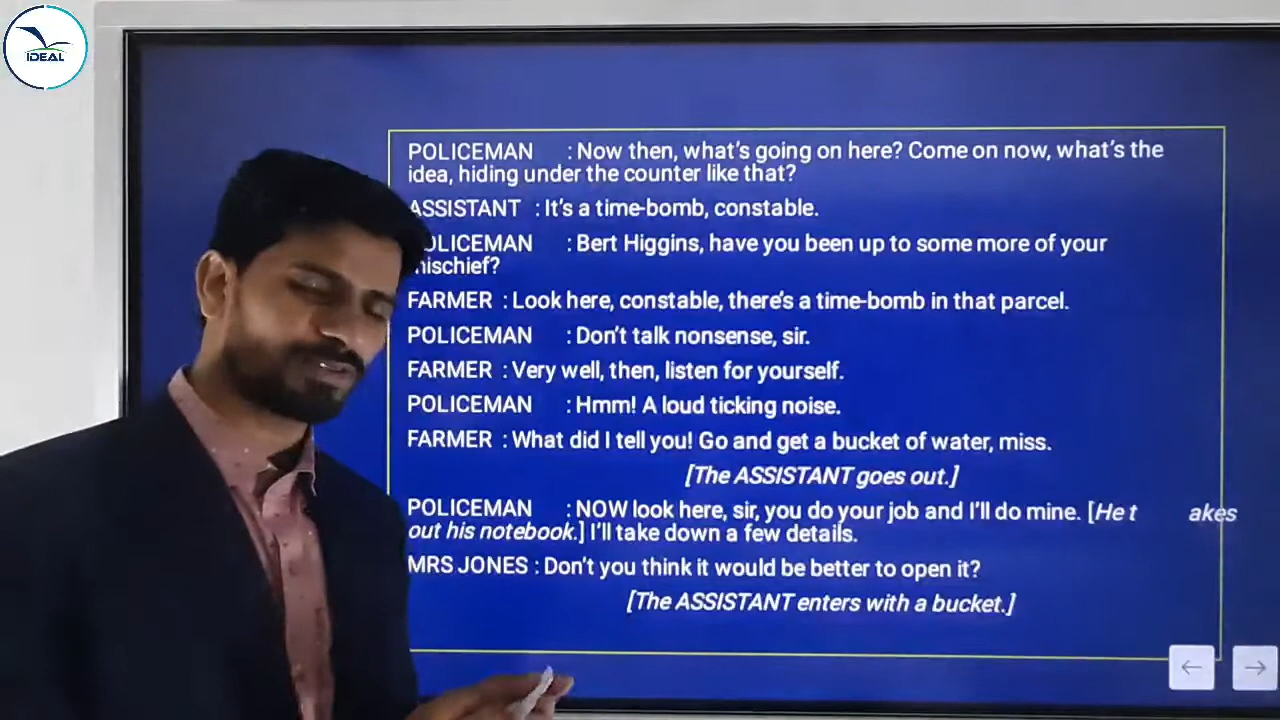 IDEAL
POLICEMAN : Now then, what's going on here? Come on now, what's the
idea, hiding under the counter like that?
ASSISTANT : It's a time-bomb, constable.
POLICEMAN : Bert Higgins, have you been up to some more of your
mischief?
FARMER : Look here, constable, there's a time-bomb in that parcel.
POLICEMAN : Don't talk nonsense, sir.
FARMER : Very well, then, listen for yourself.
POLICEMAN : Hmm! A loud ticking noise.
FARMER : What did I tell you! Go and get a bucket of water, miss.
[The ASSISTANT goes out.]
POLICEMAN : NOW look here, sir, you do your job and I'll do mine. [He t akes
out his notebook.] I'll take down a few details.
MRS JONES : Don't you think it would be better to open it?
[The ASSISTANT enters with a bucket.]